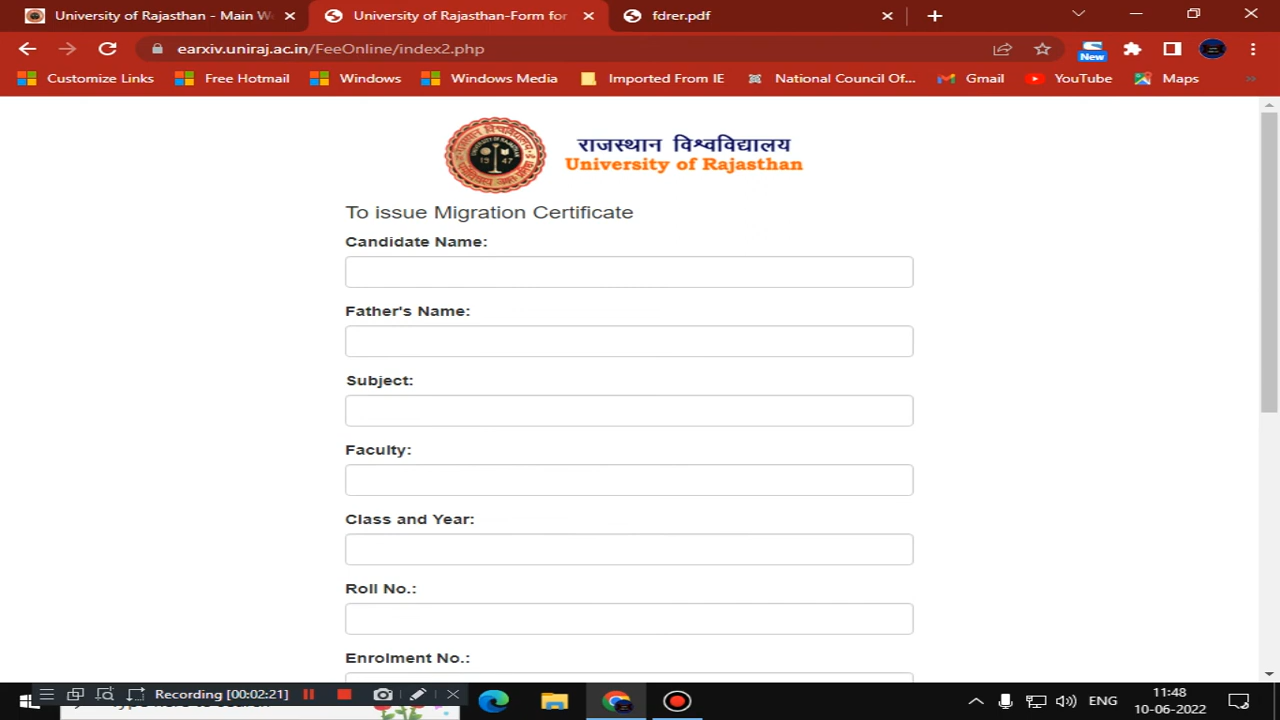 University of Rajasthan - Main W
University of Rajasthan-Form for
fdrer.pdf
earxiv.uniraj.ac.in/FeeOnline/index2.php
New
Customize Links
Free Hotmail
Windows
Windows Media
Imported From IE
National Council Of...
Gmail
YouTube
Maps
»
राजस्थान विश्वविद्यालय
University of Rajasthan
1947
To issue Migration Certificate
Candidate Name:
Father's Name:
Subject:
Faculty:
Class and Year:
Roll No.:
Enrolment No.:
Recording [00:02:21]
ENG
11:48
10-06-2022